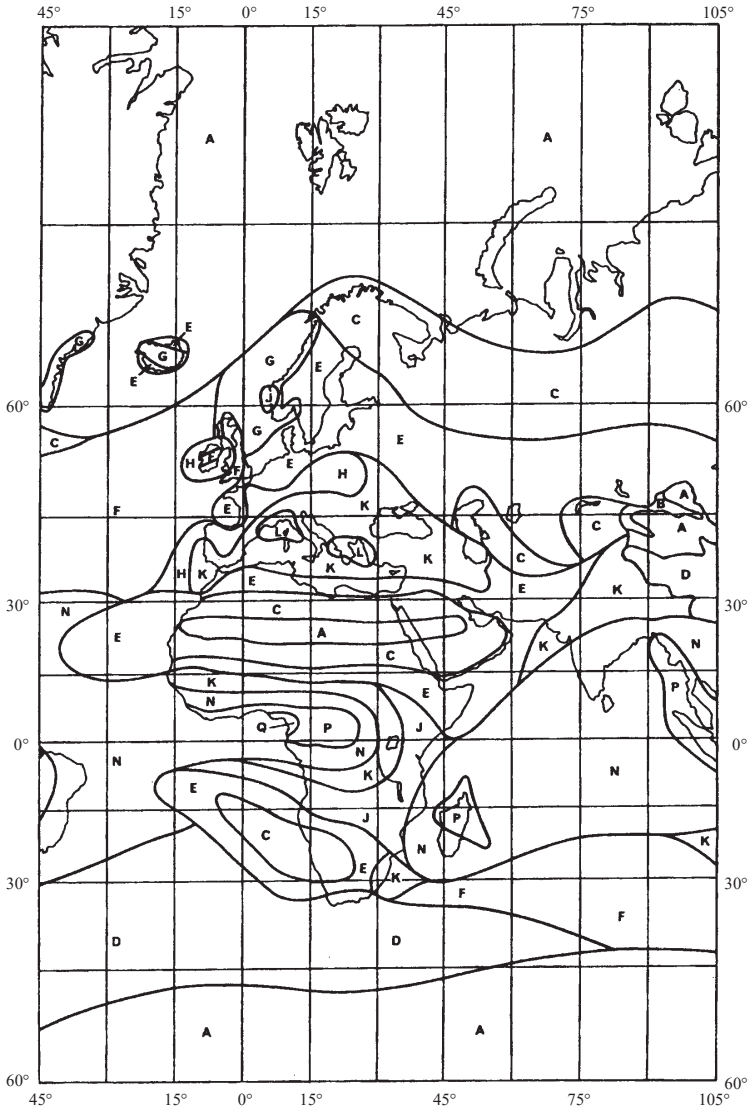 45° 15° 0° 15° 45° 75° 105°
A A
C
E
G
G G E
E
J C
60° 60°
C G E
H E F E H
A
F E K B
C A
L L
C
H K E K K E K D
30° N C 30°
E A N
C K
K E P
N
Q P J
0° N 0°
N K N
E
J P
C
N K
E K
30° F 30°
F
D D
A A
60° 60°
45° 15° 0° 15° 45° 75° 105°